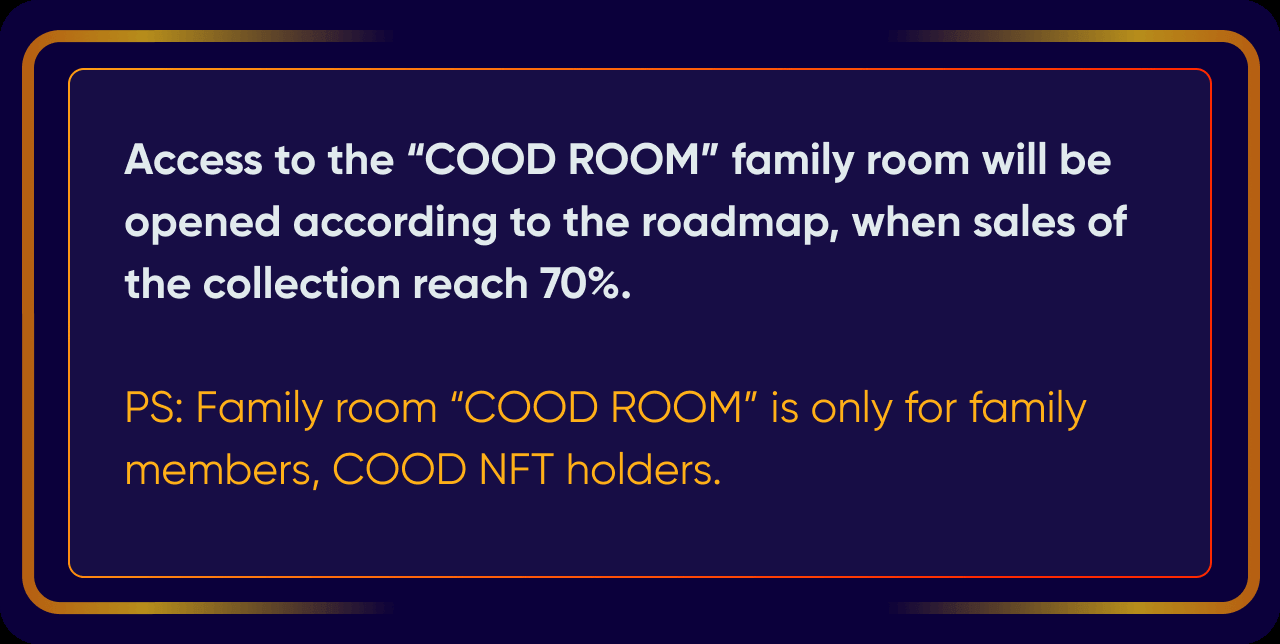 Access to the “COOD ROOM” family room will be
opened according to the roadmap, when sales of
the collection reach 70%.
PS: Family room “COOD ROOM” is only for family
members, COOD NFT holders.